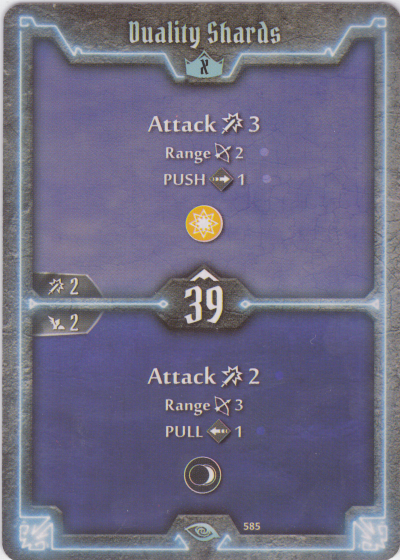 Duality Shards
X
Attack 3
Range 2
PUSH 1
2
39
2
Attack 2
Range 3
PULL 1
585